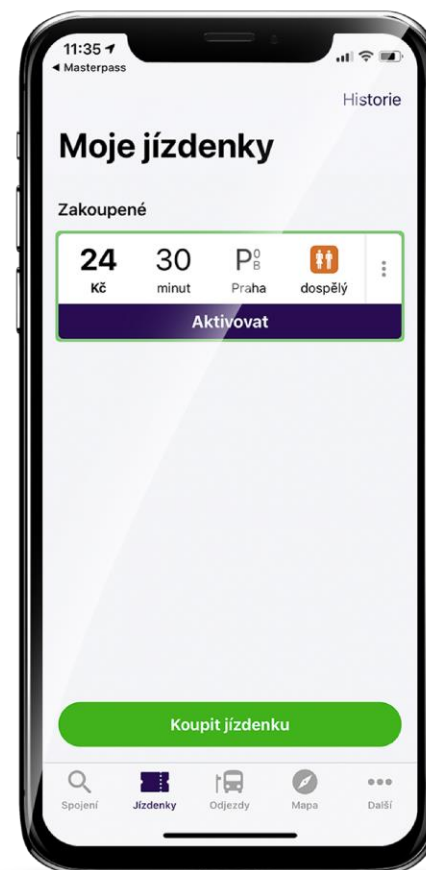 11:35
◀ Masterpass
Historie
Moje jízdenky
Zakoupené
24 30 P 0 B
Kč minut Praha dospělý
Aktivovat
Koupit jízdenku
Spojení Jízdenky Odjezdy Mapa Další